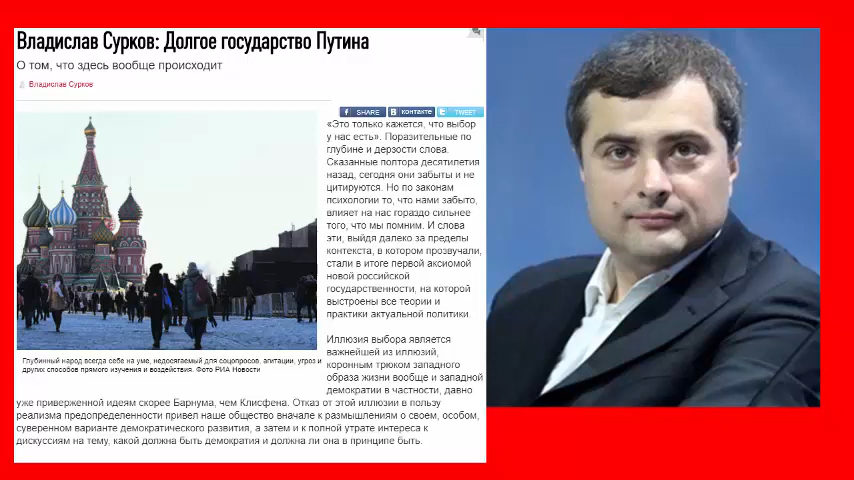 Владислав Сурков: Долгое государство Путина
О том, что здесь вообще происходит
Владислав Сурков
SHARE
контакте
TWEET
«Это только кажется, что выбор
у нас есть». Поразительные по
глубине и дерзости слова.
Сказанные полтора десятилетия
назад, сегодня они забыты и не
цитируются. Но по законам
психологии то, что нами забыто,
влияет на нас гораздо сильнее
того, что мы помним. И слова
эти, выйдя далеко за пределы
контекста, в котором прозвучали,
стали в итоге первой аксиомой
новой российской
государственности, на которой
выстроены все теории и
практики актуальной политики.
Глубинный народ всегда себе на уме, недосягаемый для соцопросов, агитации, угроз и
других способов прямого изучения и воздействия. Фото РИА Новости
Иллюзия выбора является
важнейшей из иллюзий,
коронным трюком западного
образа жизни вообще и западной
демократии в частности, давно
уже приверженной идеям скорее Барнума, чем Клисфена. Отказ от этой иллюзии в пользу
реализма предопределенности привел наше общество вначале к размышлениям о своем, особом,
суверенном варианте демократического развития, а затем и к полной утрате интереса к
дискуссиям на тему, какой должна быть демократия и должна ли она в принципе быть.